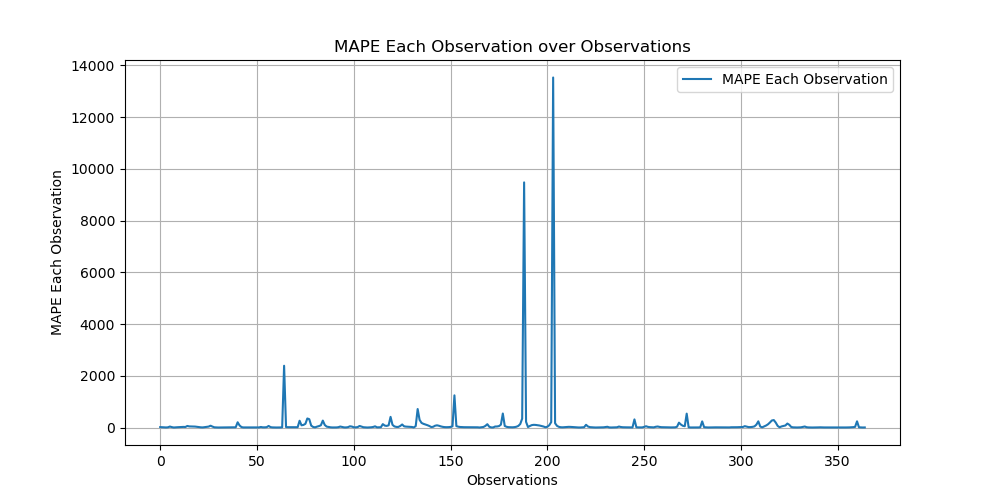 MAPE Each Observation over Observations
MAPE Each Observation
14000
12000
10000
8000
6000
4000
2000
0
MAPE Each Observation
0 50 100 150 200 250 300 350
Observations